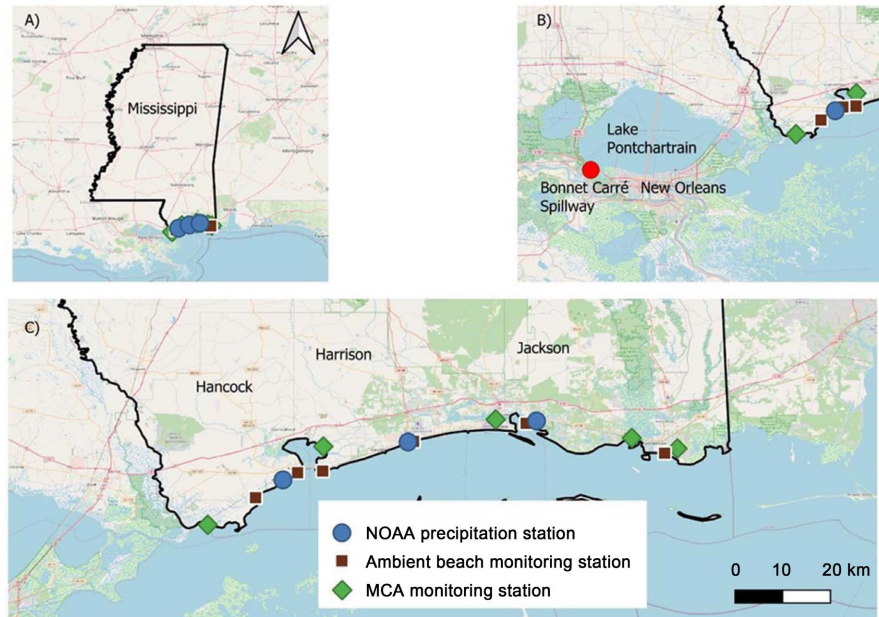 A)
Mississippi
B)
Lake
Pontchartrain
Bonnet Carré New Orleans
Spillway
C)
Harrison
Jackson
Hancock
NOAA precipitation station
Ambient beach monitoring station
MCA monitoring station
0 10 20 km